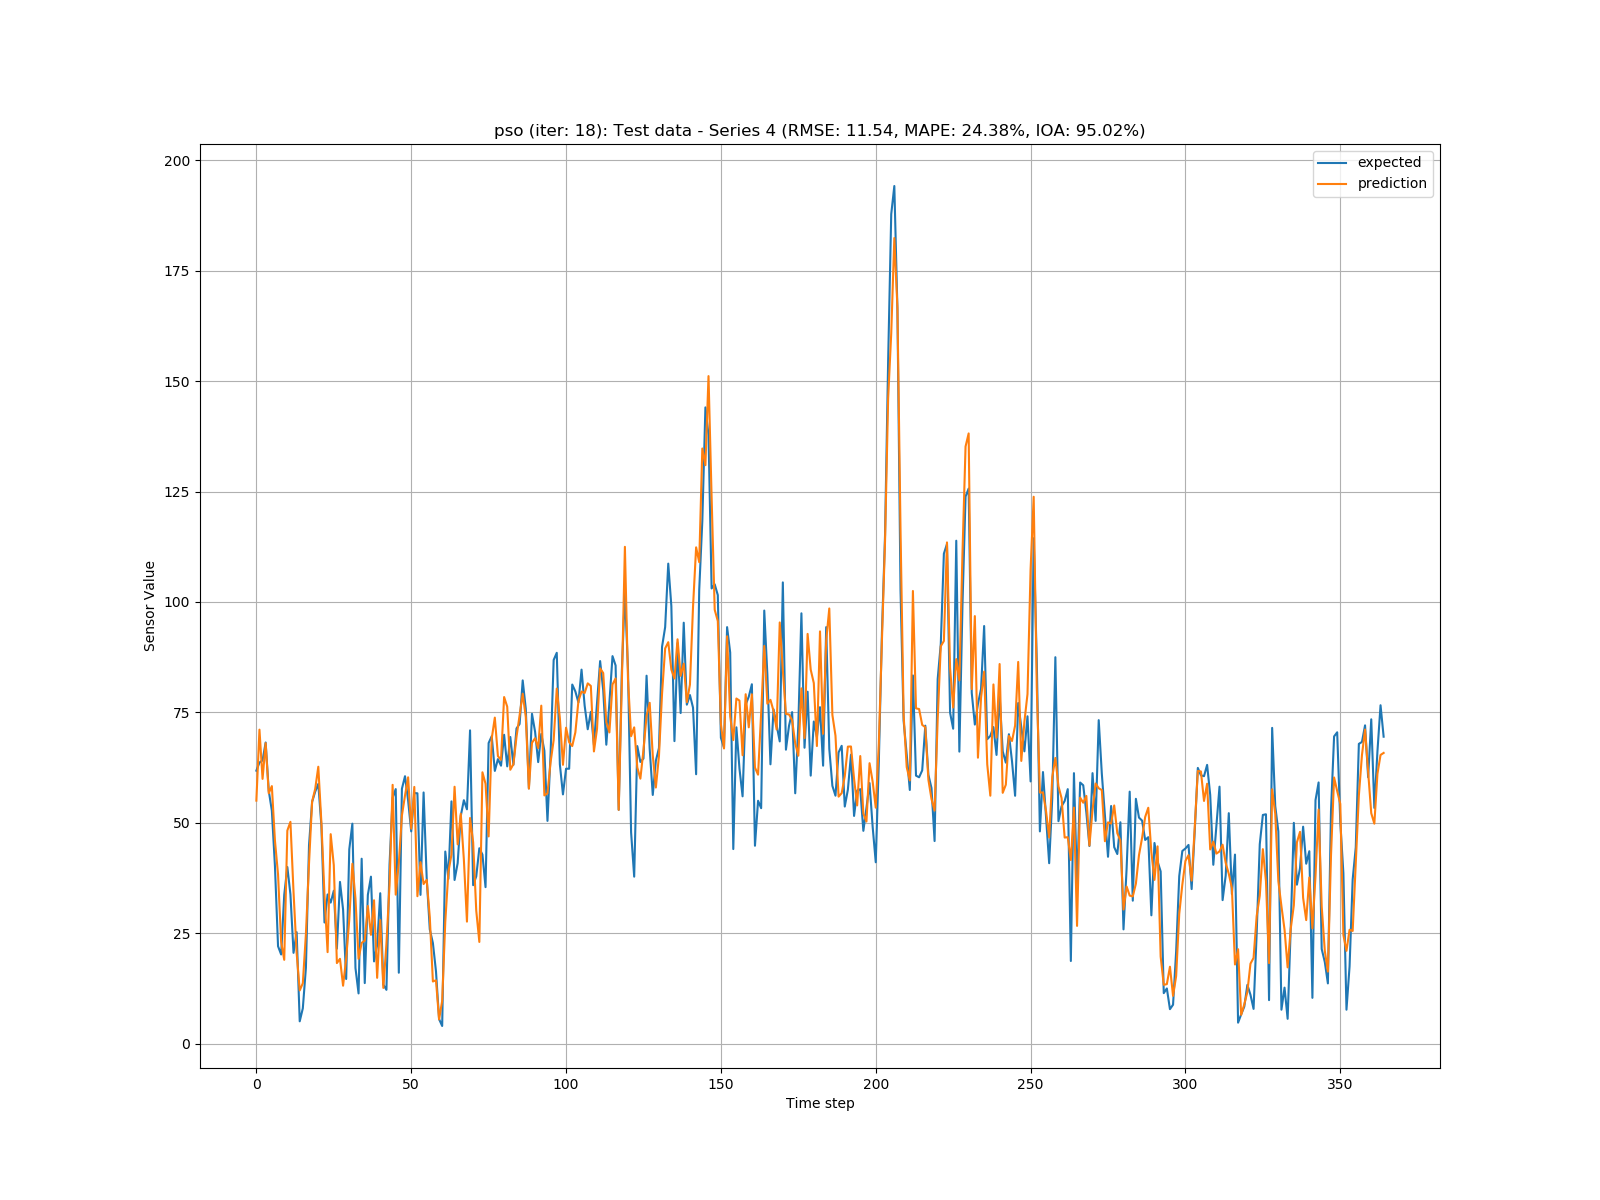 pso (iter: 18): Test data - Series 4 (RMSE: 11.54, MAPE: 24.38%, IOA: 95.02%)
expected
prediction
200
175
150
125
100
75
50
25
0
Sensor Value
0 50 100 150 200 250 300 350
Time step